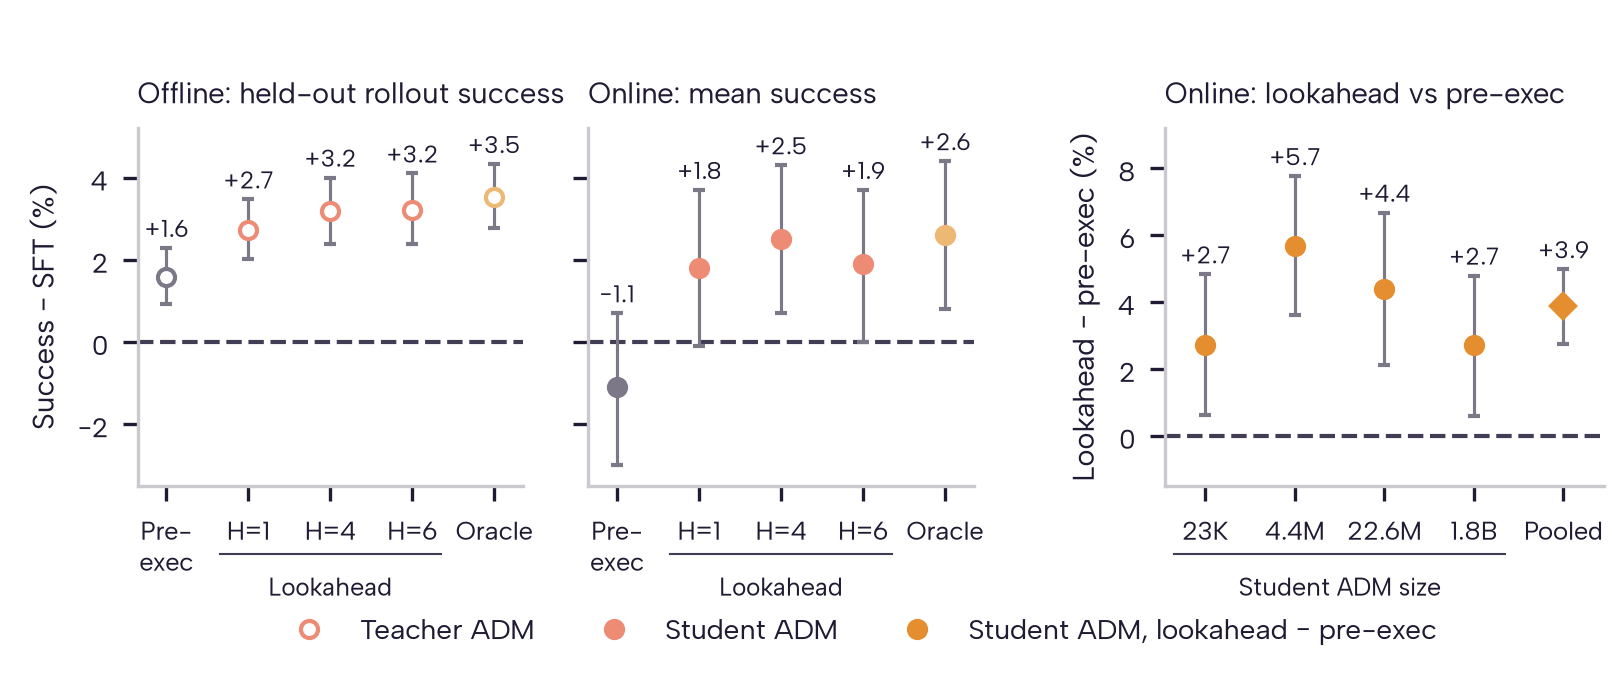 Offline: held-out rollout success
Success - SFT (%)
4
2
0
-2
+1.6
+2.7
+3.2
+3.2
+3.5
Pre-
exec
H=1
H=4
H=6
Oracle
Lookahead
Online: mean success
-1.1
+1.8
+2.5
+1.9
+2.6
Pre-
exec
H=1
H=4
H=6
Oracle
Lookahead
Online: lookahead vs pre-exec
Lookahead - pre-exec (%)
8
6
4
2
0
+2.7
+5.7
+4.4
+2.7
+3.9
23K
4.4M
22.6M
1.8B
Pooled
Student ADM size
Teacher ADM
Student ADM
Student ADM, lookahead - pre-exec